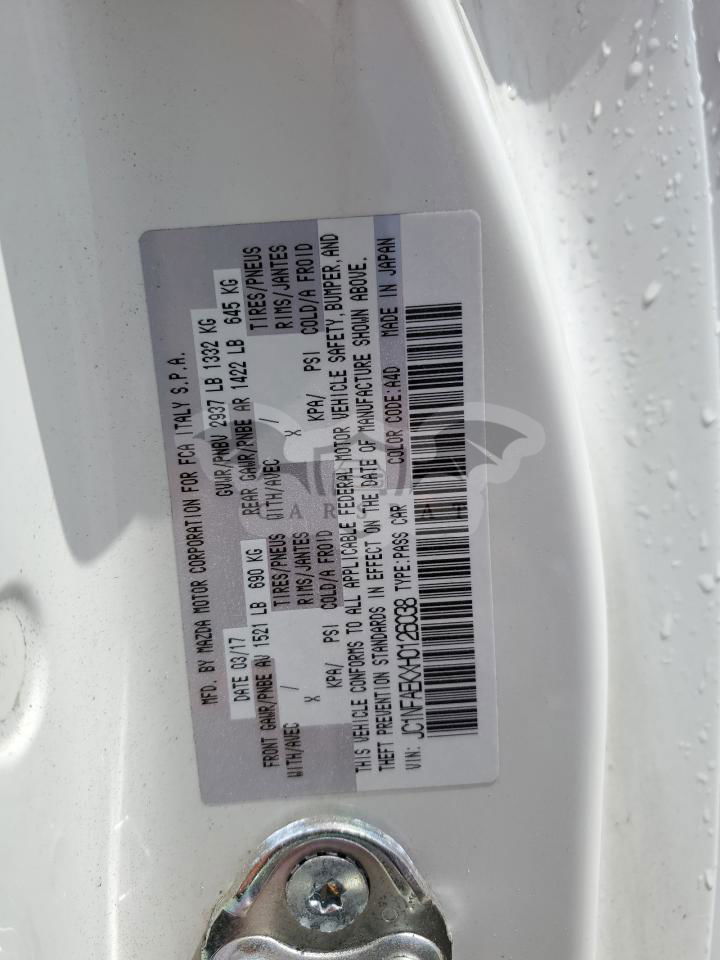 MFD. BY MAZDA MOTOR CORPORATION FOR FCA ITALY S.P.A.
DATE 03/17 GVWR/PNBV 2937 LB 1332 KG
FRONT GAWR/PNBE AV 1521 LB 690 KG REAR GAWR/PNBE AR 1422 LB 645 KG
WITH/AVEC / TIRES/PNEUS WITH/AVEC / TIRES/PNEUS
X RIMS/JANTES X RIMS/JANTES
KPA/ PSI COLD/A FROID KPA/ PSI COLD/A FROID
THIS VEHICLE CONFORMS TO ALL APPLICABLE FEDERAL MOTOR VEHICLE SAFETY, BUMPER, AND
THEFT PREVENTION STANDARDS IN EFFECT ON THE DATE OF MANUFACTURE SHOWN ABOVE.
VIN: JC1NFAEKXH0126038 TYPE:PASS CAR COLOR CODE:A4D MADE IN JAPAN
CARSBAT